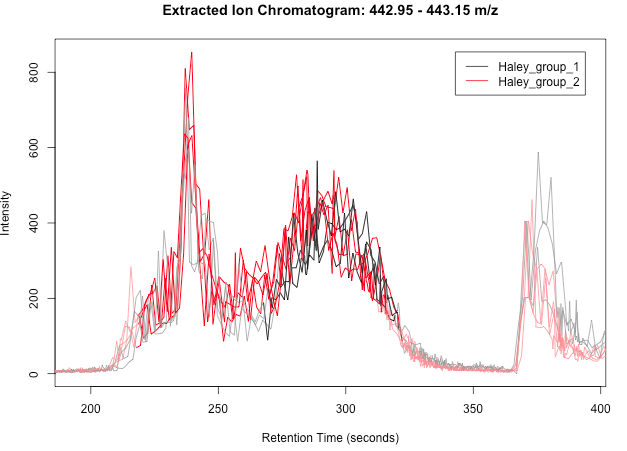 Extracted Ion Chromatogram: 442.95 - 443.15 m/z
Haley_group_1
Haley_group_2
Intensity
800
600
400
200
0
200
250
300
350
400
Retention Time (seconds)